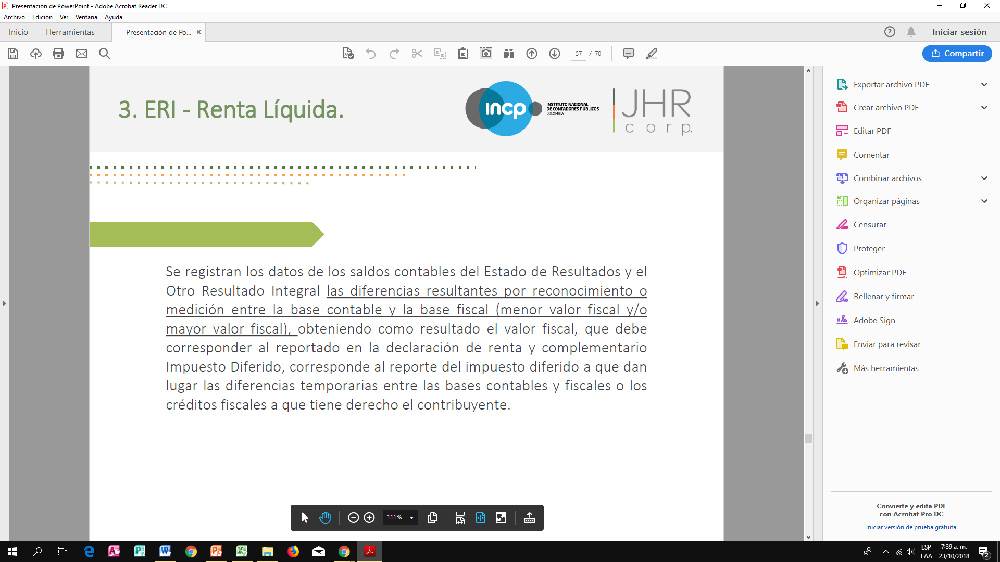 Presentación de PowerPoint - Adobe Acrobat Reader DC
Archivo Edición Ver Ventana Ayuda
Inicio Herramientas Presentación de Po... × Iniciar sesión
57 / 70 Compartir
3. ERI - Renta Líquida.
incp
INSTITUTO NACIONAL
DE CONTADORES PÚBLICOS
COLOMBIA
JHR
corp.
Se registran los datos de los saldos contables del Estado de Resultados y el
Otro Resultado Integral las diferencias resultantes por reconocimiento o
medición entre la base contable y la base fiscal (menor valor fiscal y/o
mayor valor fiscal), obteniendo como resultado el valor fiscal, que debe
corresponder al reportado en la declaración de renta y complementario
Impuesto Diferido, corresponde al reporte del impuesto diferido a que dan
lugar las diferencias temporarias entre las bases contables y fiscales o los
créditos fiscales a que tiene derecho el contribuyente.
111%
Exportar archivo PDF
Crear archivo PDF
Editar PDF
Comentar
Combinar archivos
Organizar páginas
Censurar
Proteger
Optimizar PDF
Rellenar y firmar
Adobe Sign
Enviar para revisar
Más herramientas
Convierte y edita PDF
con Acrobat Pro DC
Iniciar versión de prueba gratuita
ESP
LAA
7:39 a. m.
23/10/2018
2